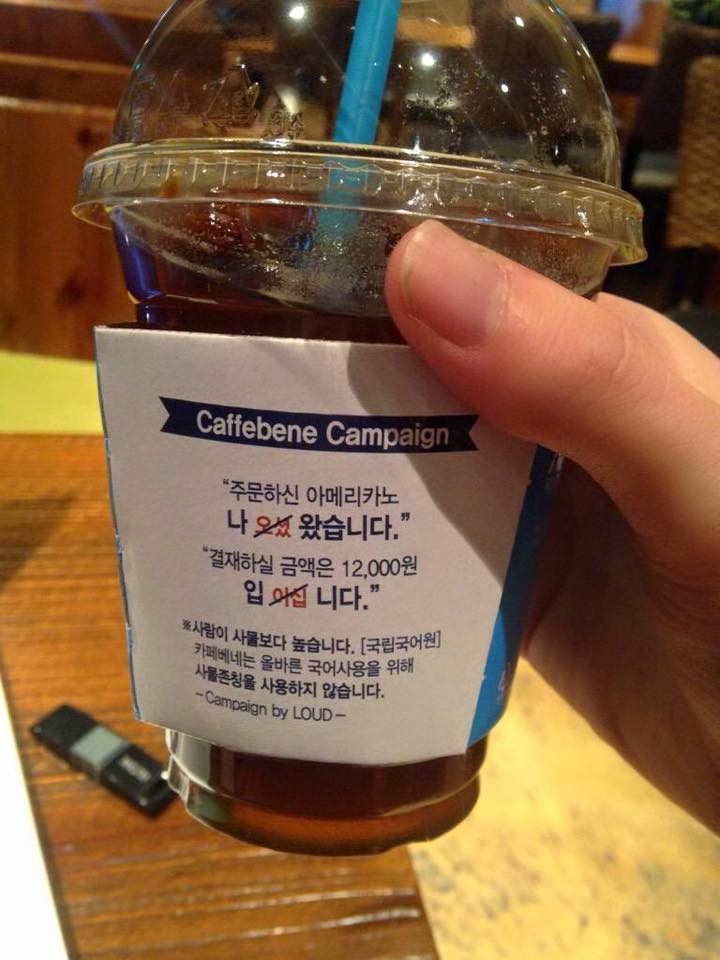 Caffebene Campaign
“주문하신 아메리카노
나 오셨 왔습니다.”
“결재하실 금액은 12,000원
입 이십 니다.”
※사람이 사물보다 높습니다. [국립국어원]
카페베네는 올바른 국어사용을 위해
사물존칭을 사용하지 않습니다.
-Campaign by LOUD-